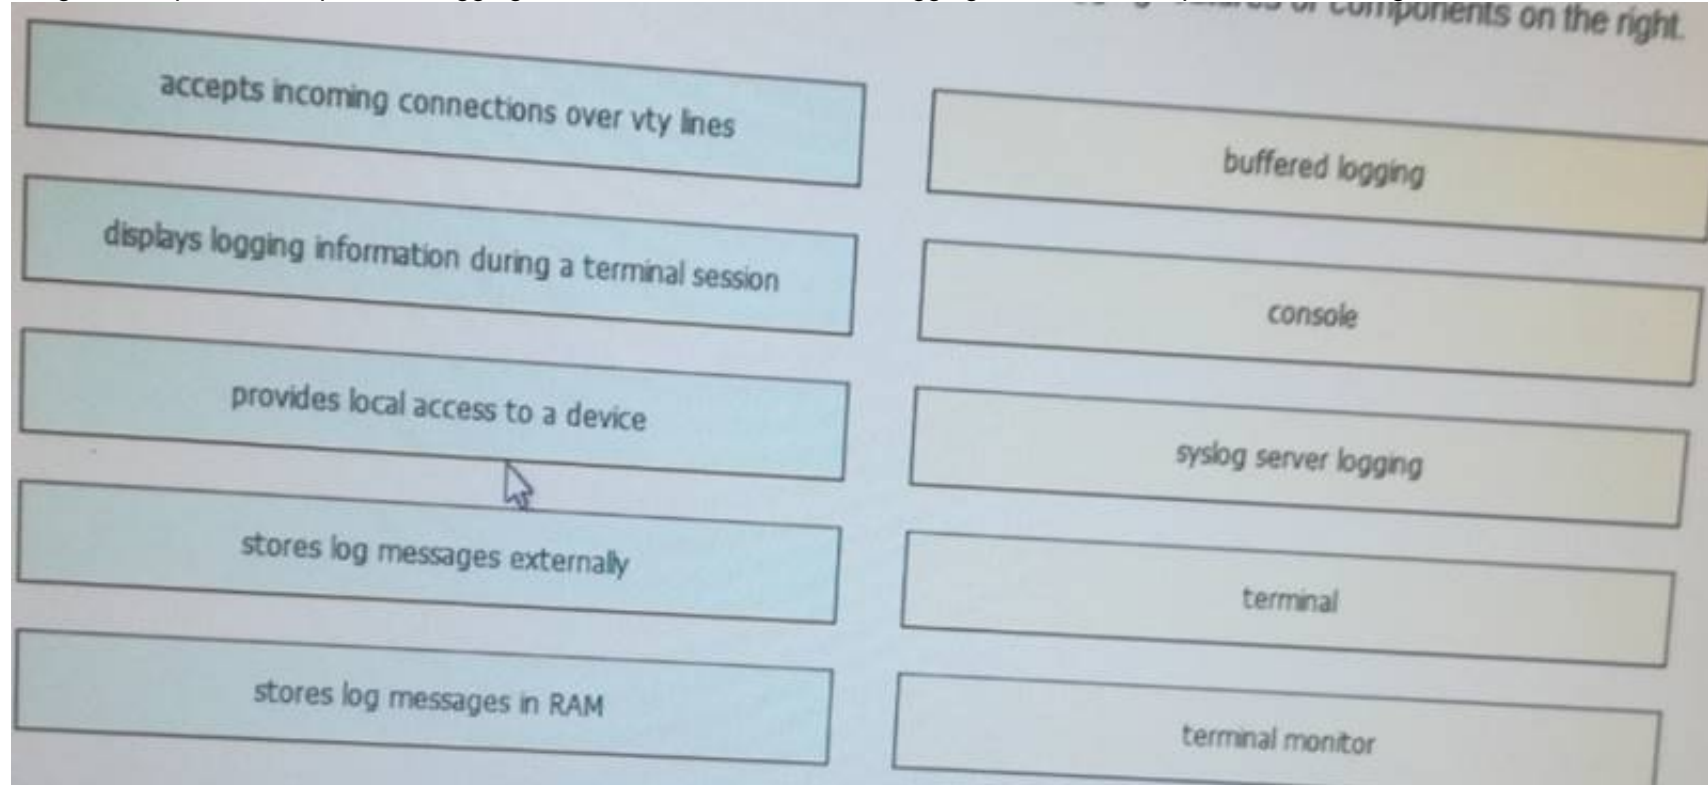 of components on the right.
accepts incoming connections over vty lines
displays logging information during a terminal session
provides local access to a device
stores log messages externally
stores log messages in RAM
buffered logging
console
syslog server logging
terminal
terminal monitor